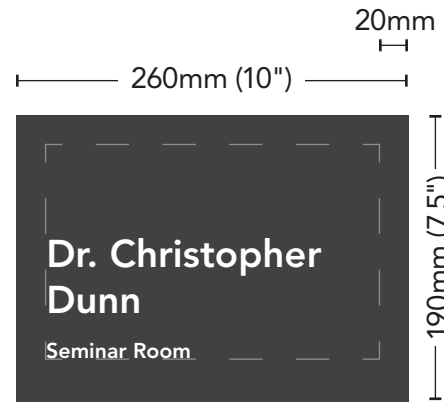 20mm
260mm (10")
190mm (7.5")
Dr. Christopher
Dunn
Seminar Room